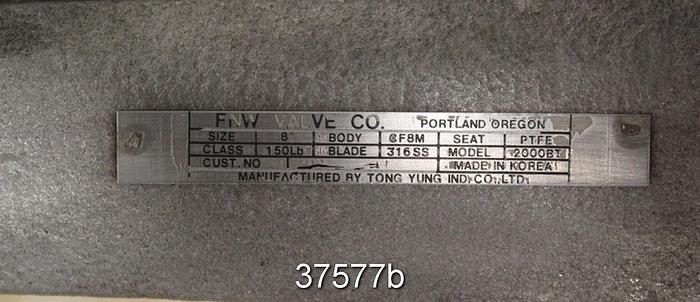 FNW VALVE CO. PORTLAND OREGON
SIZE 8" BODY CF8M SEAT PTFE
CLASS 150Lb BLADE 316SS MODEL 2000BT
CUST. NO MADE IN KOREA
MANUFACTURED BY TONG YUNG IND. CO. LTD.
37577b